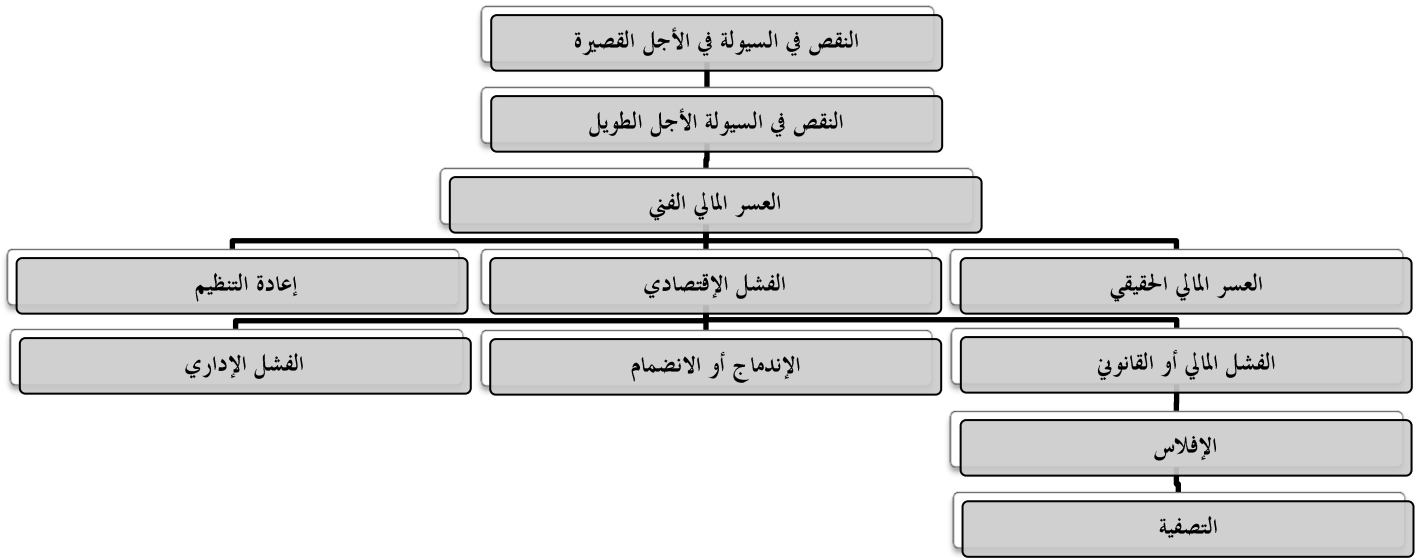 النقص في السيولة في الأجل القصيرة
النقص في السيولة الأجل الطويل
العسر المالي الفني
العسر المالي الحقيقي
الفشل الإقتصادي
إعادة التنظيم
الفشل المالي أو القانوني
الإندماج أو الانضمام
الفشل الإداري
الإفلاس
التصفية